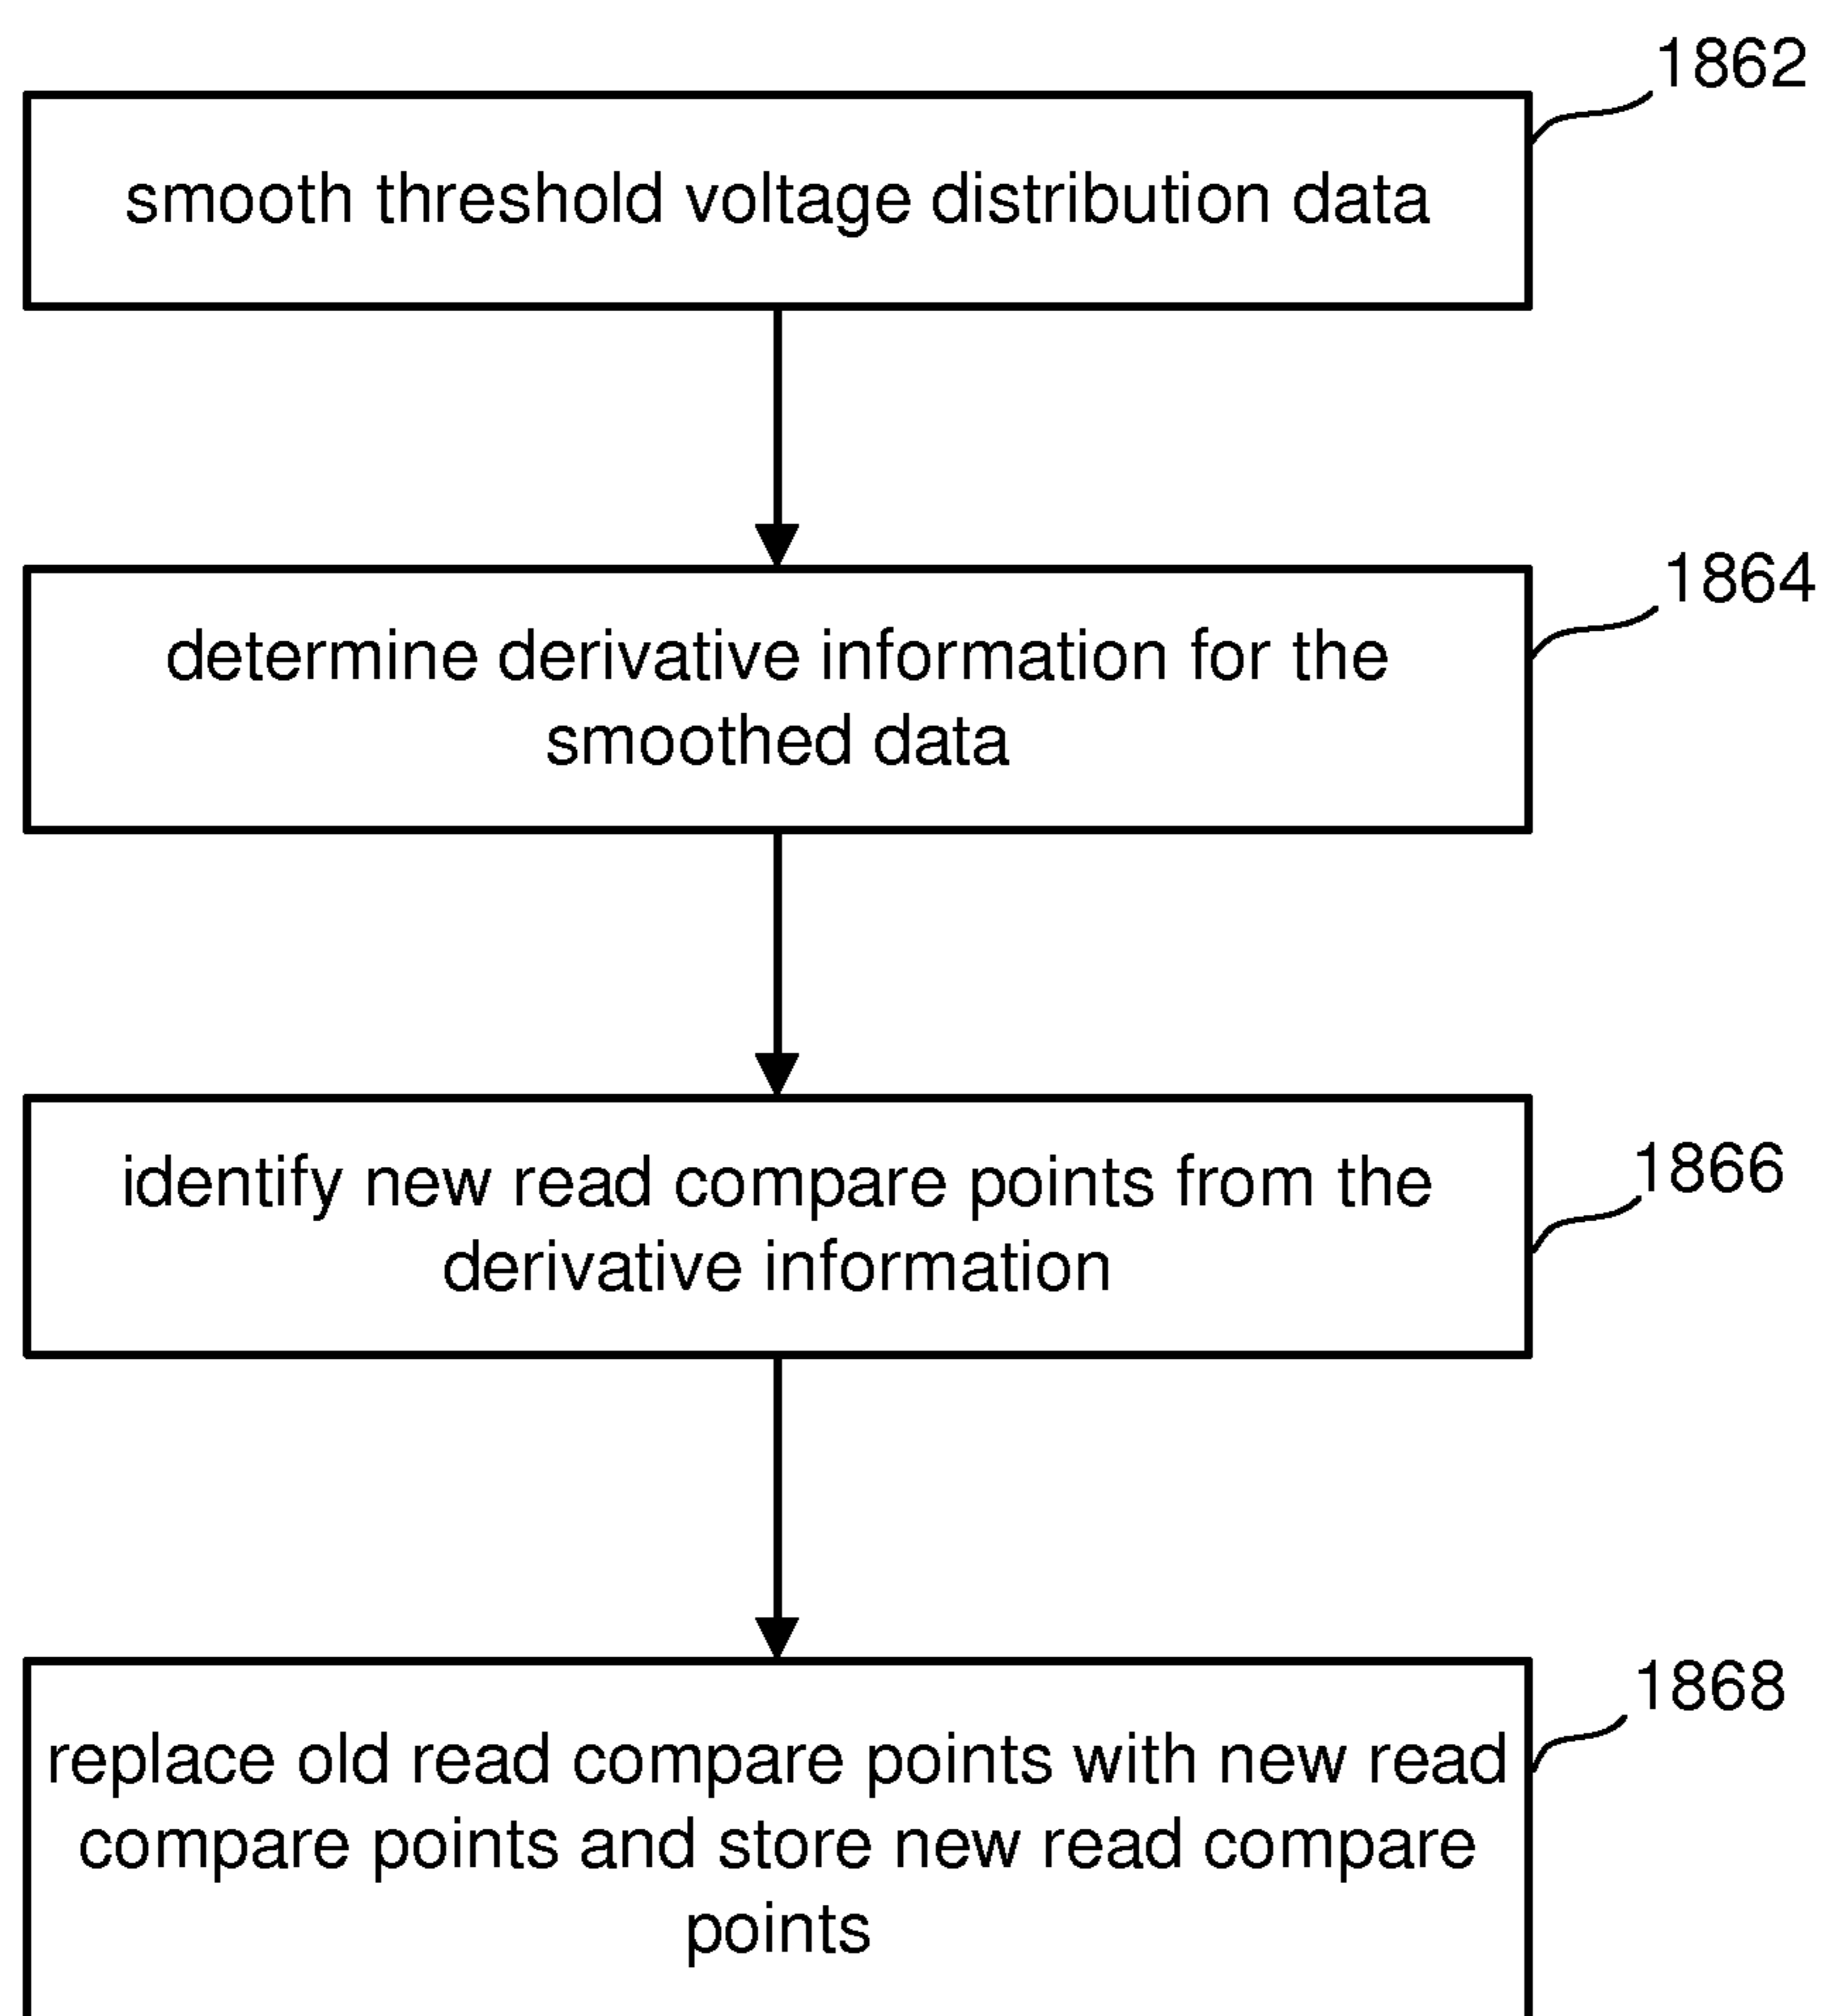 1862
smooth threshold voltage distribution data
1864
determine derivative information for the
smoothed data
1866
identify new read compare points from the
derivative information
1868
replace old read compare points with new read
compare points and store new read compare
points